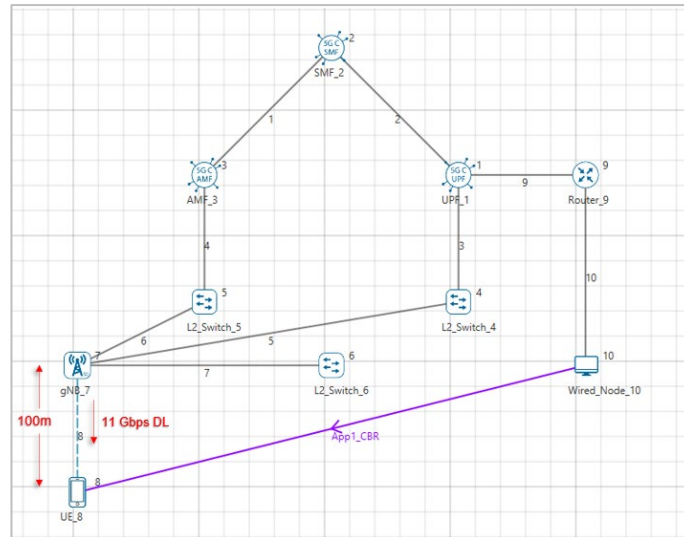 5G C
SMF
2
SMF_2
1
2
5G C
AMF
3
AMF_3
5G C
UPF
1
UPF_1
9
9
Router_9
4
3
10
5
L2_Switch_5
4
L2_Switch_4
6
5
7
gNB_7
7
6
L2_Switch_6
10
Wired_Node_10
100m
11 Gbps DL
8
App1_CBR
8
UE_8